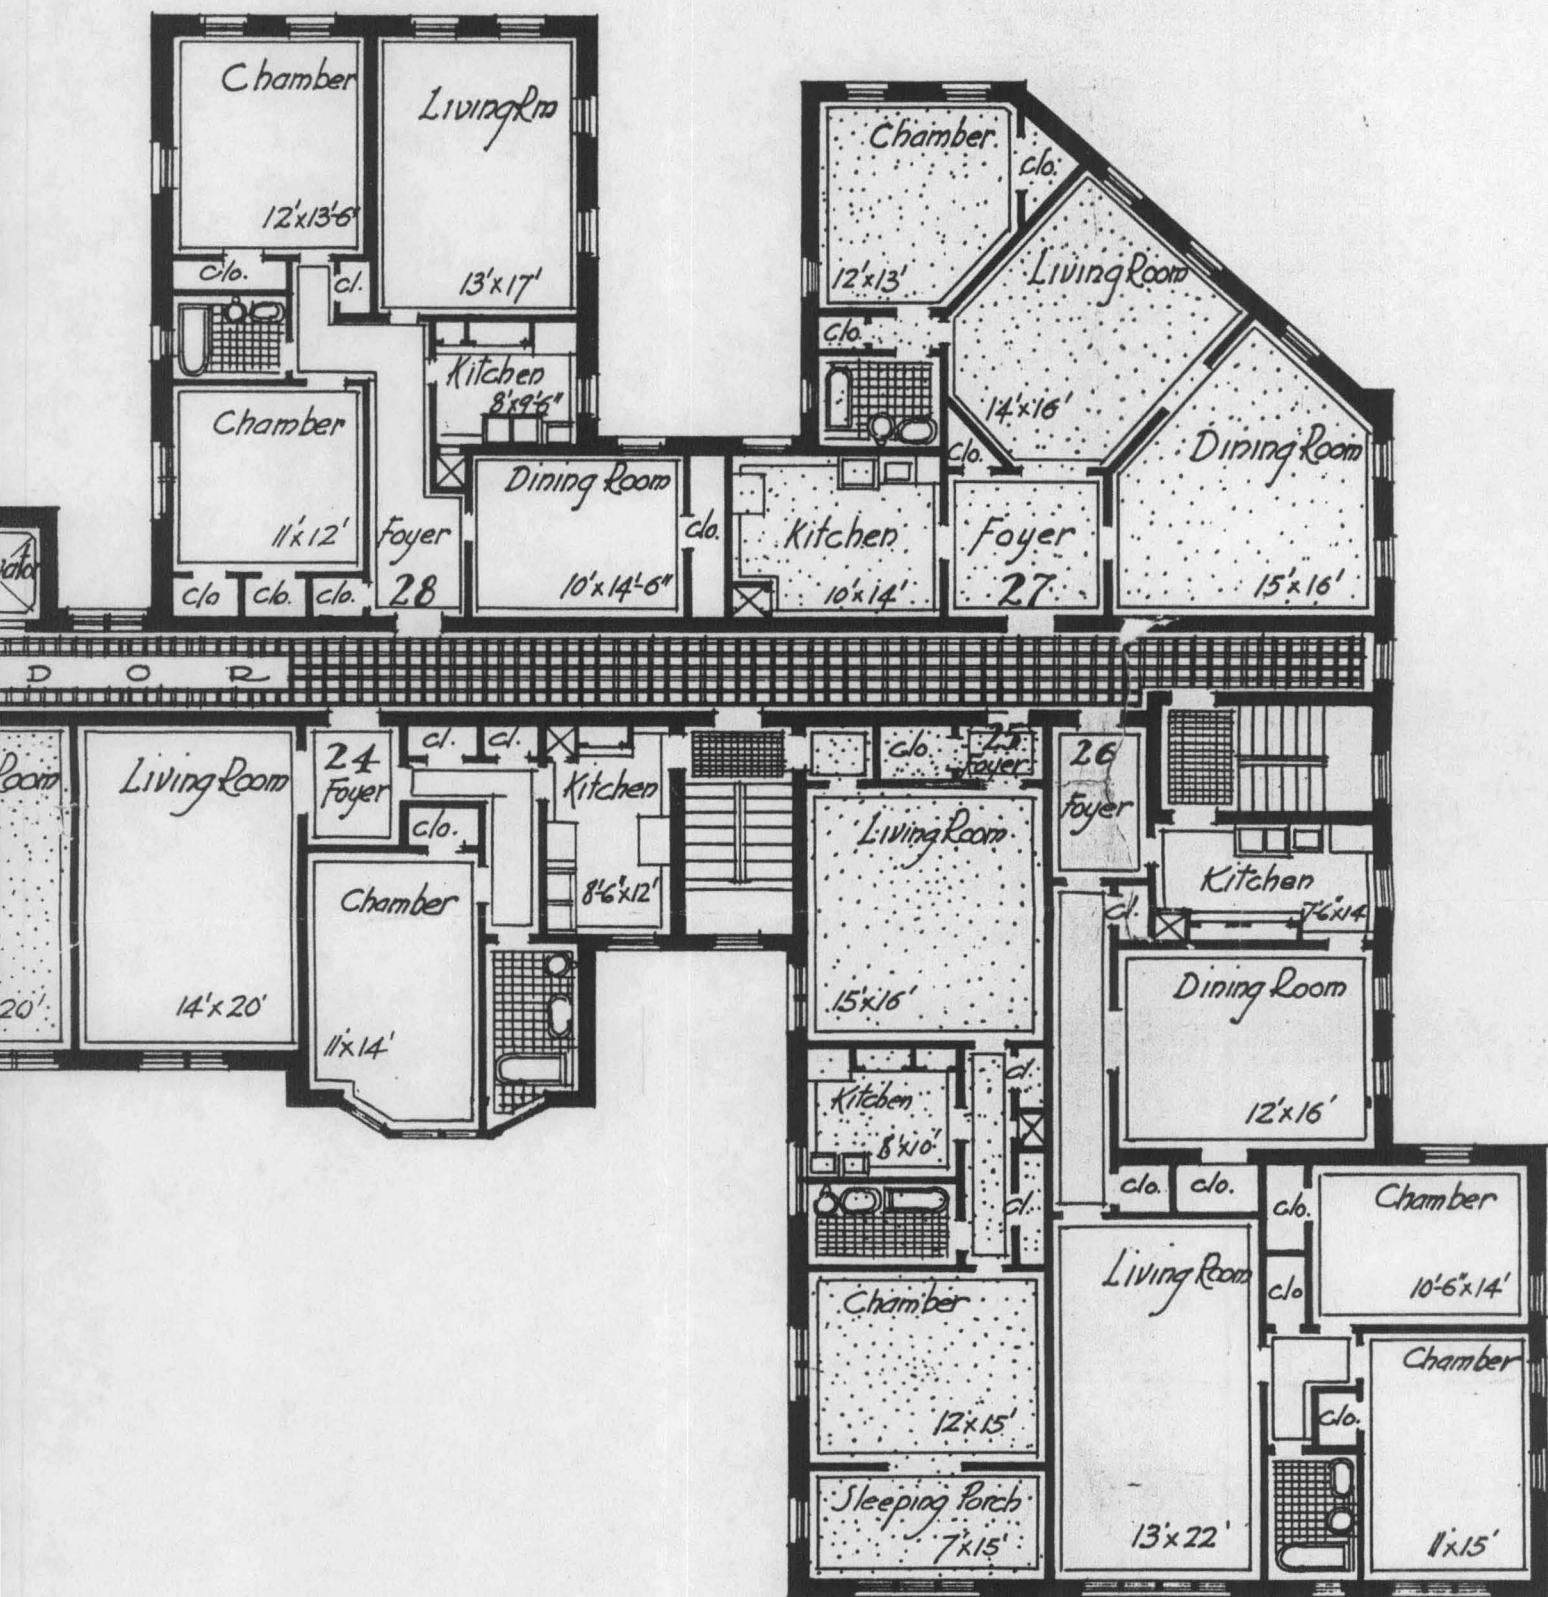 Chamber
12'x13'-6"
Living Rm
13'x17'
clo.
cl.
Kitchen
8'x9'-6"
Chamber
11'x12'
clo
clo.
clo.
Foyer
28
Dining Room
10'x14'-6"
clo.
Chamber
12'x13'
clo.
Living Room
14'x16'
clo.
clo.
Dining Room
15'x16'
Kitchen
10'x14'
Foyer
27
DOR
Room
20'
Living Room
14'x20'
24
Foyer
cl.
cl.
clo.
Kitchen
8'-6"x12'
Chamber
11'x14'
clo.
25
Foyer
Living Room
15'x16'
Kitchen
8'x10'
cl.
cl.
Chamber
12'x15'
Sleeping Porch
7'x15'
26
Foyer
cl.
Kitchen
7'-6"x14
Dining Room
12'x16'
clo.
clo.
clo.
Chamber
10'-6"x14'
clo
Living Room
13'x22'
Chamber
clo.
11'x15'